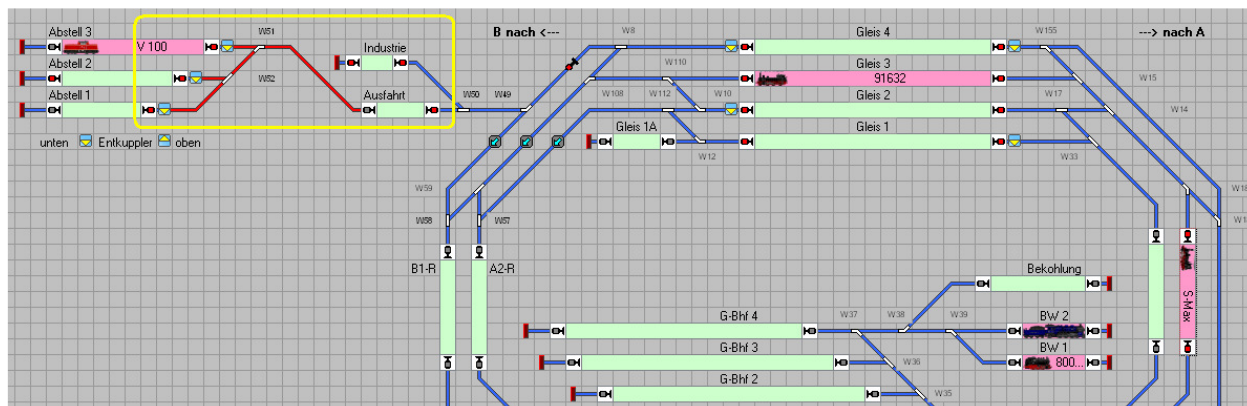 Abstell 3
W51
B nach <---
W8
Gleis 4
W155
---> nach A
V 100
Industrie
Abstell 2
W52
W110
Gleis 3
91632
W15
Abstell 1
Ausfahrt
W50
W49
W108
W112
W10
Gleis 2
W17
W14
Gleis 1A
Gleis 1
unten
Entkuppler
oben
W12
W33
W59
W58
W57
B1-R
A2-R
Bekohlung
S-Max
G-Bhf 4
W37
W38
W39
BW 2
G-Bhf 3
W36
BW 1
800...
G-Bhf 2
W35